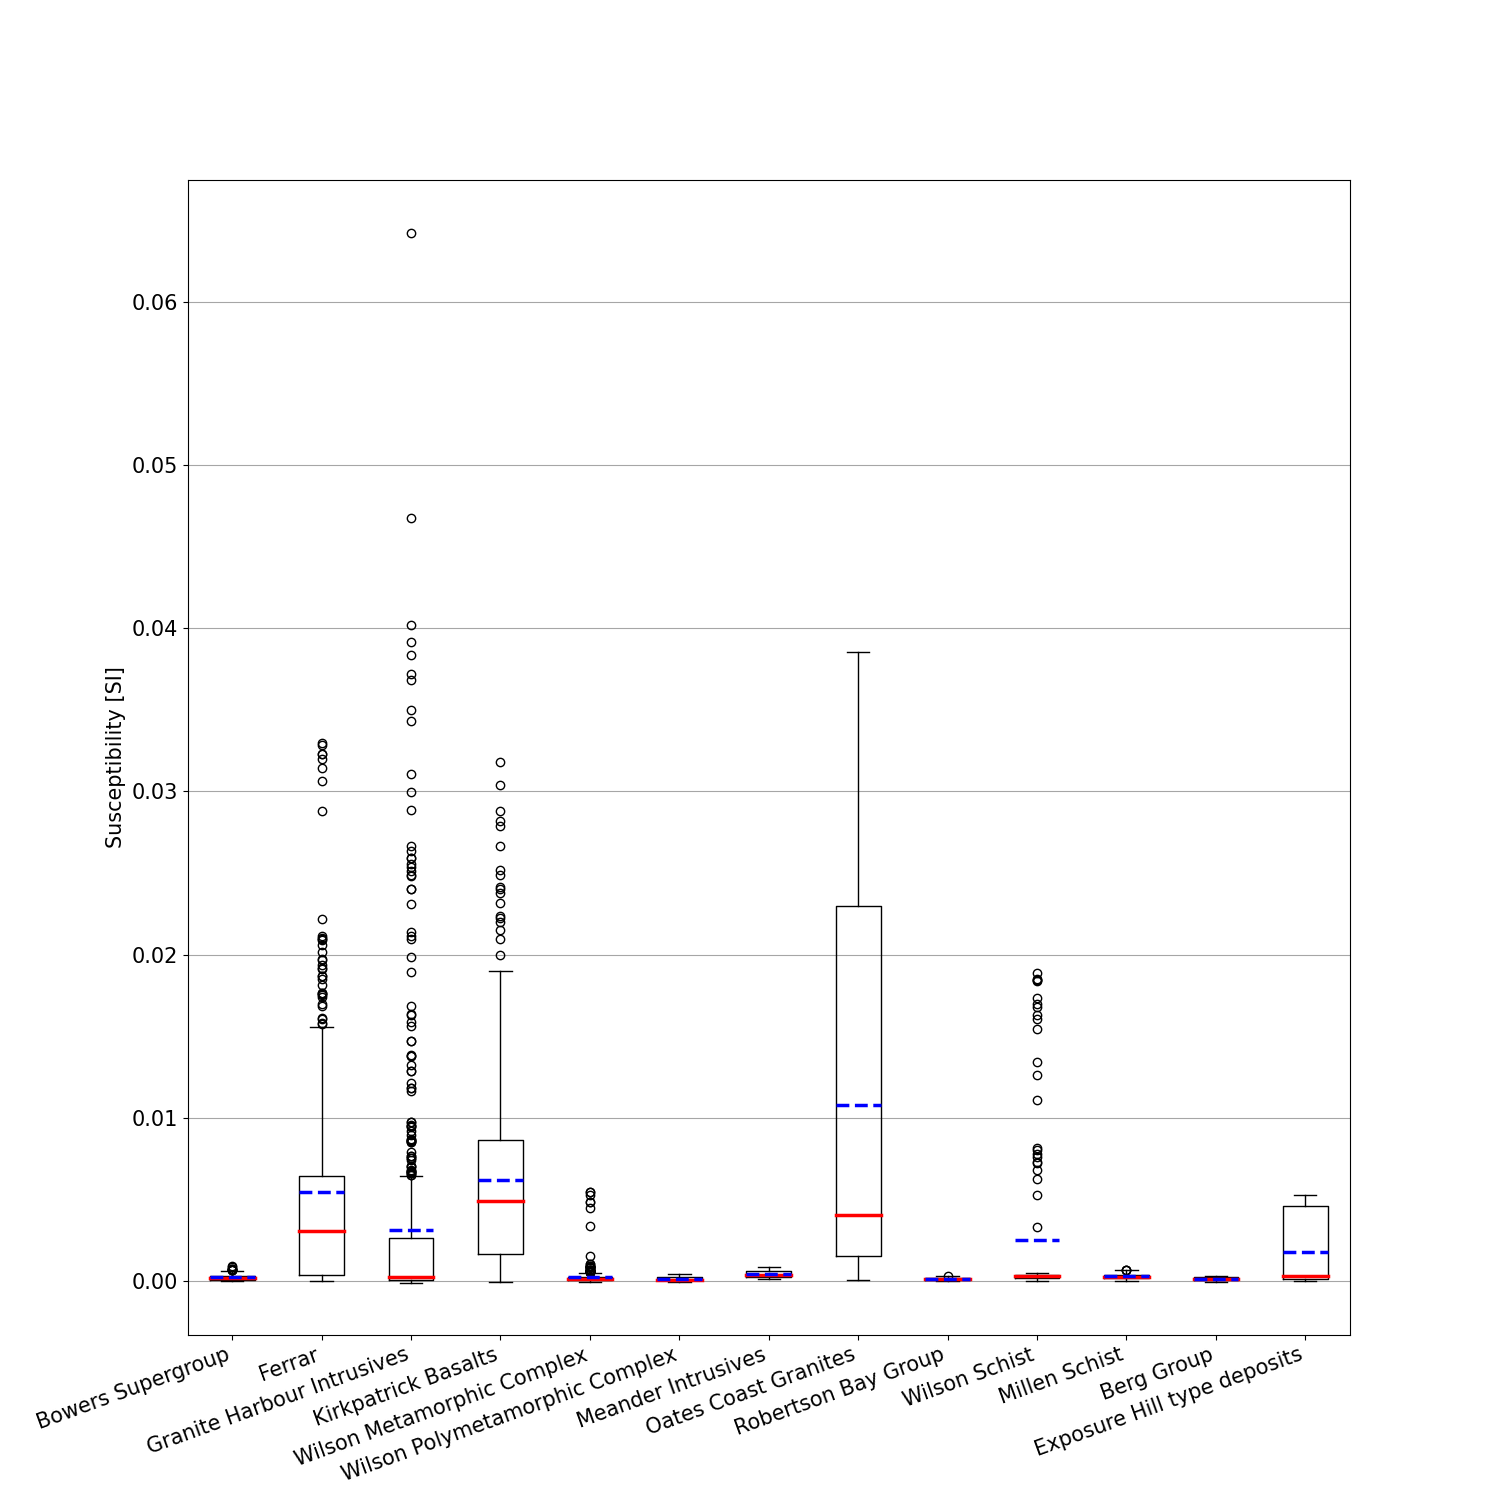 0.06
0.05
0.04
0.03
0.02
0.01
0.00
Susceptibility [SI]
Bowers Supergroup
Ferrar
Granite Harbour Intrusives
Kirkpatrick Basalts
Wilson Metamorphic Complex
Wilson Polymetamorphic Complex
Meander Intrusives
Oates Coast Granites
Robertson Bay Group
Wilson Schist
Millen Schist
Berg Group
Exposure Hill type deposits